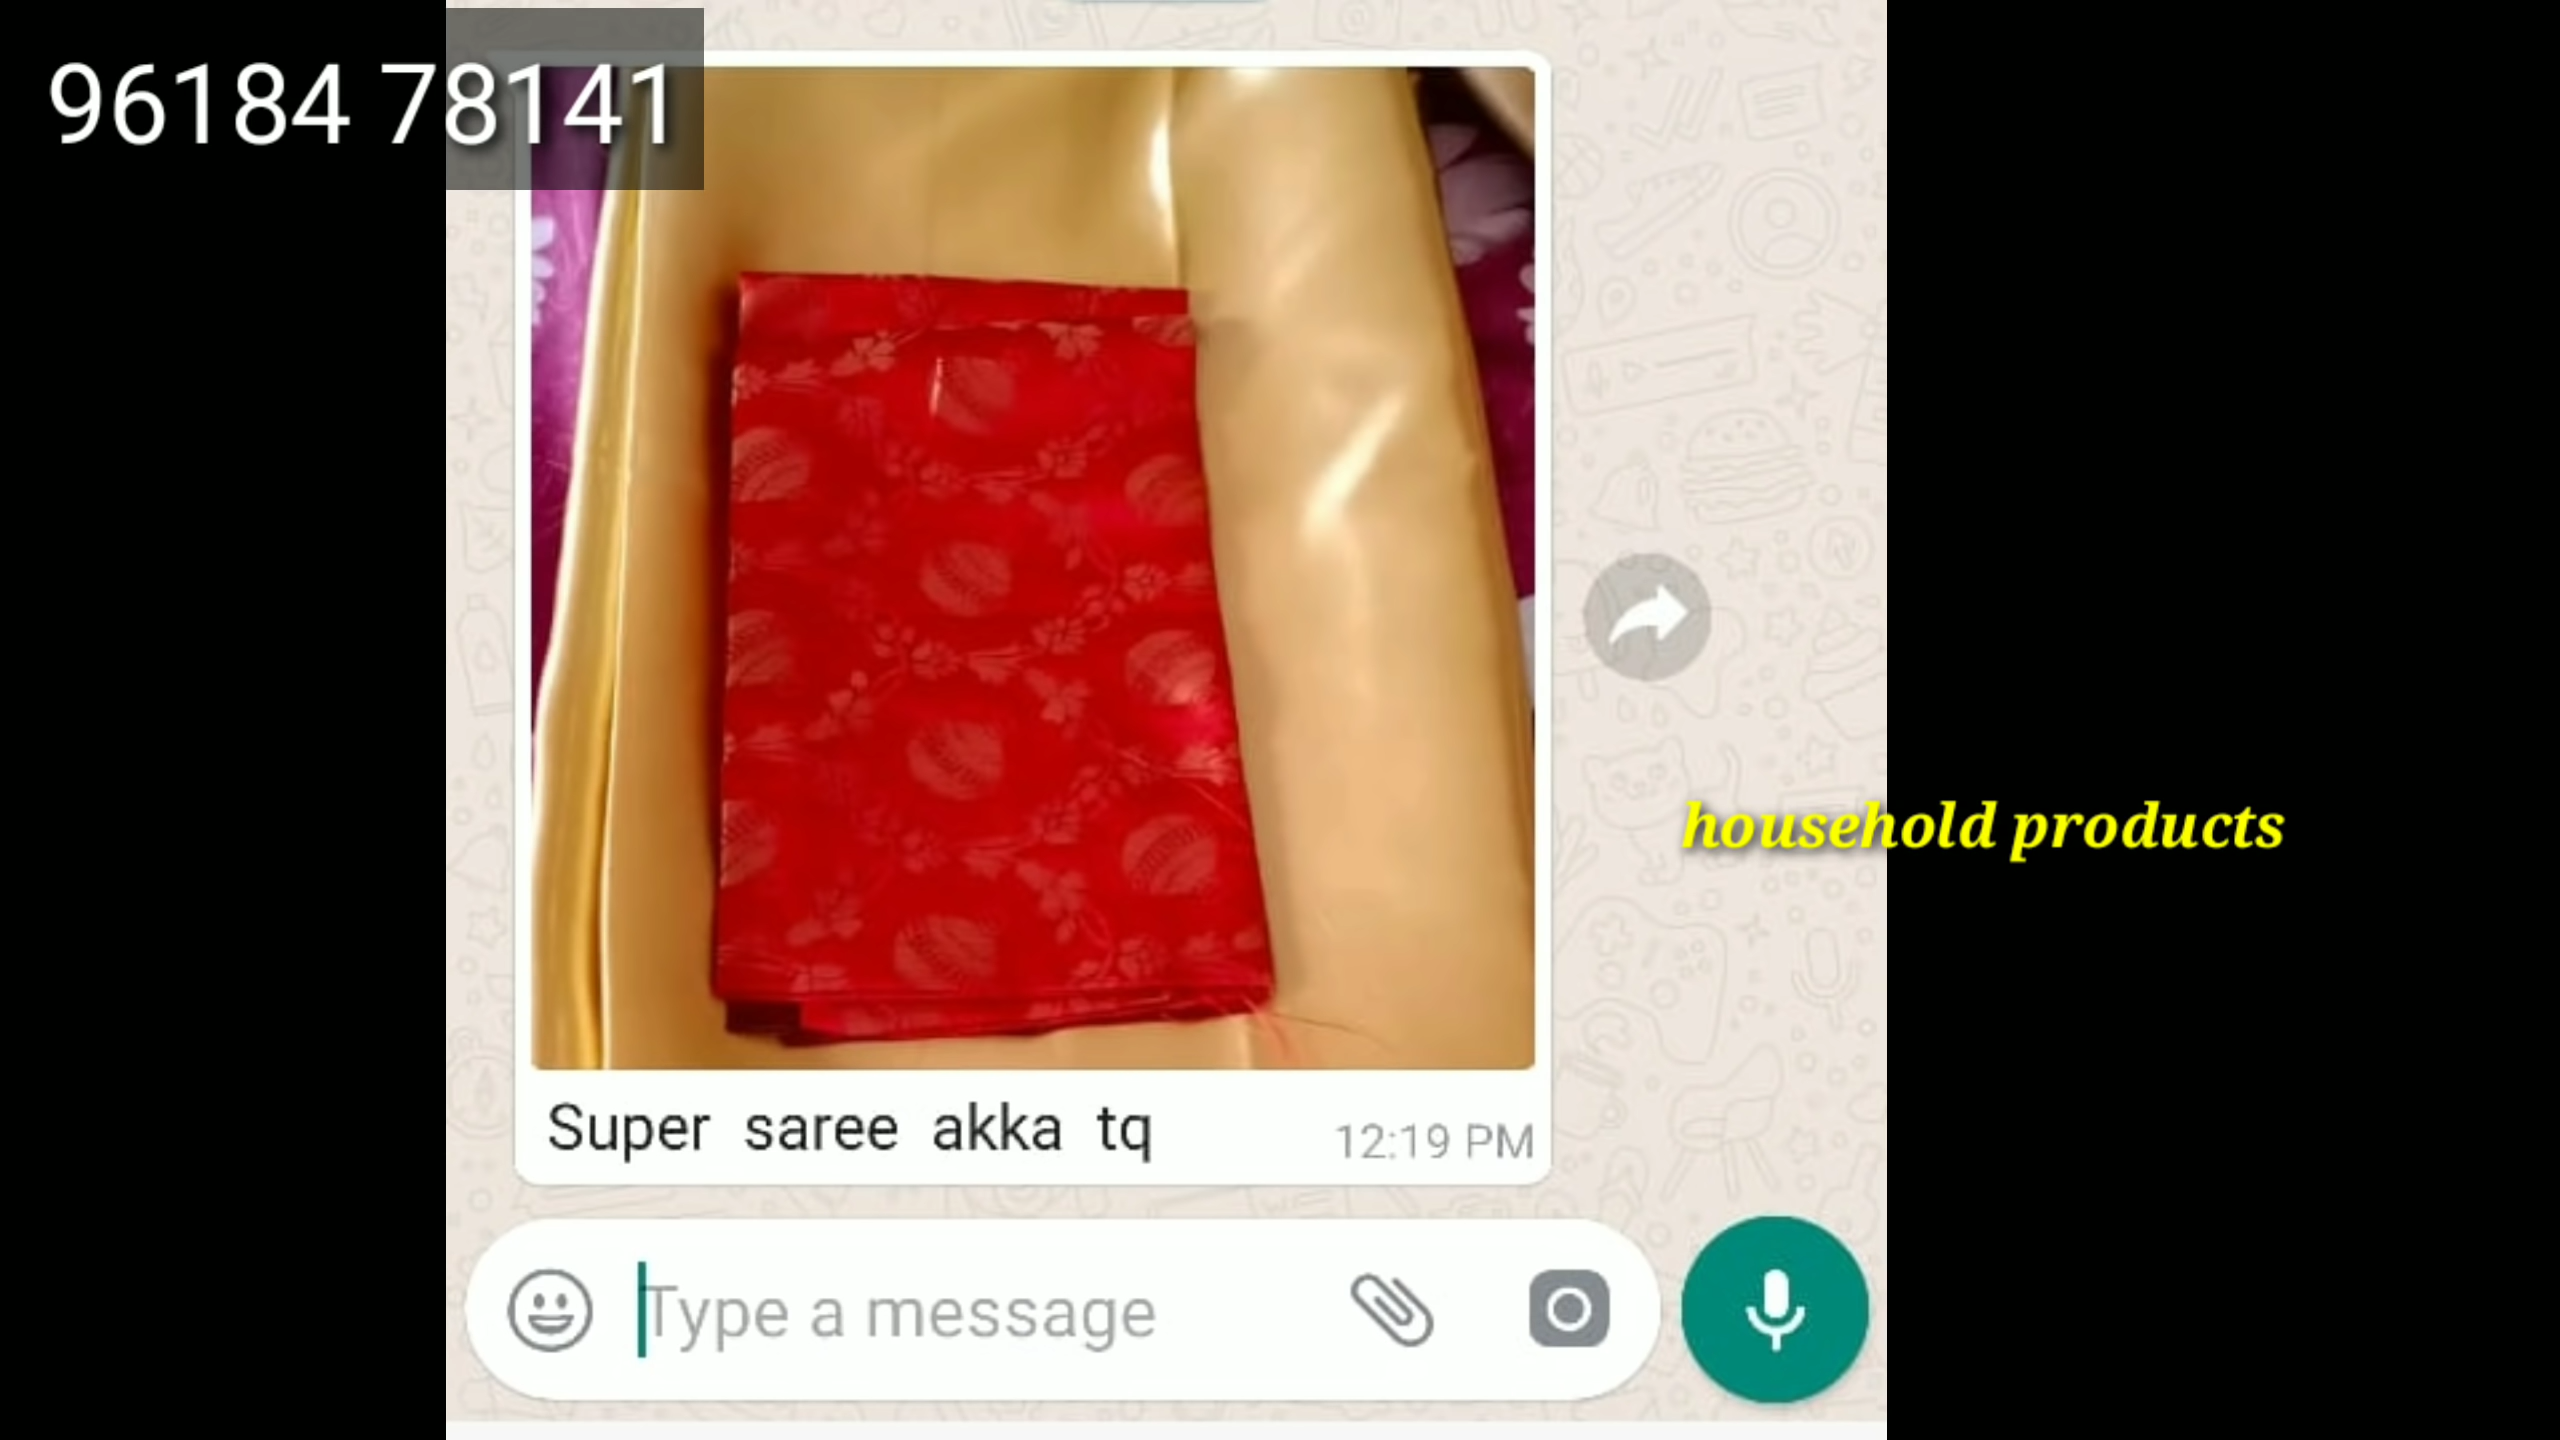 96184 78141
household products
Super saree akka tq
12:19 PM
Type a message